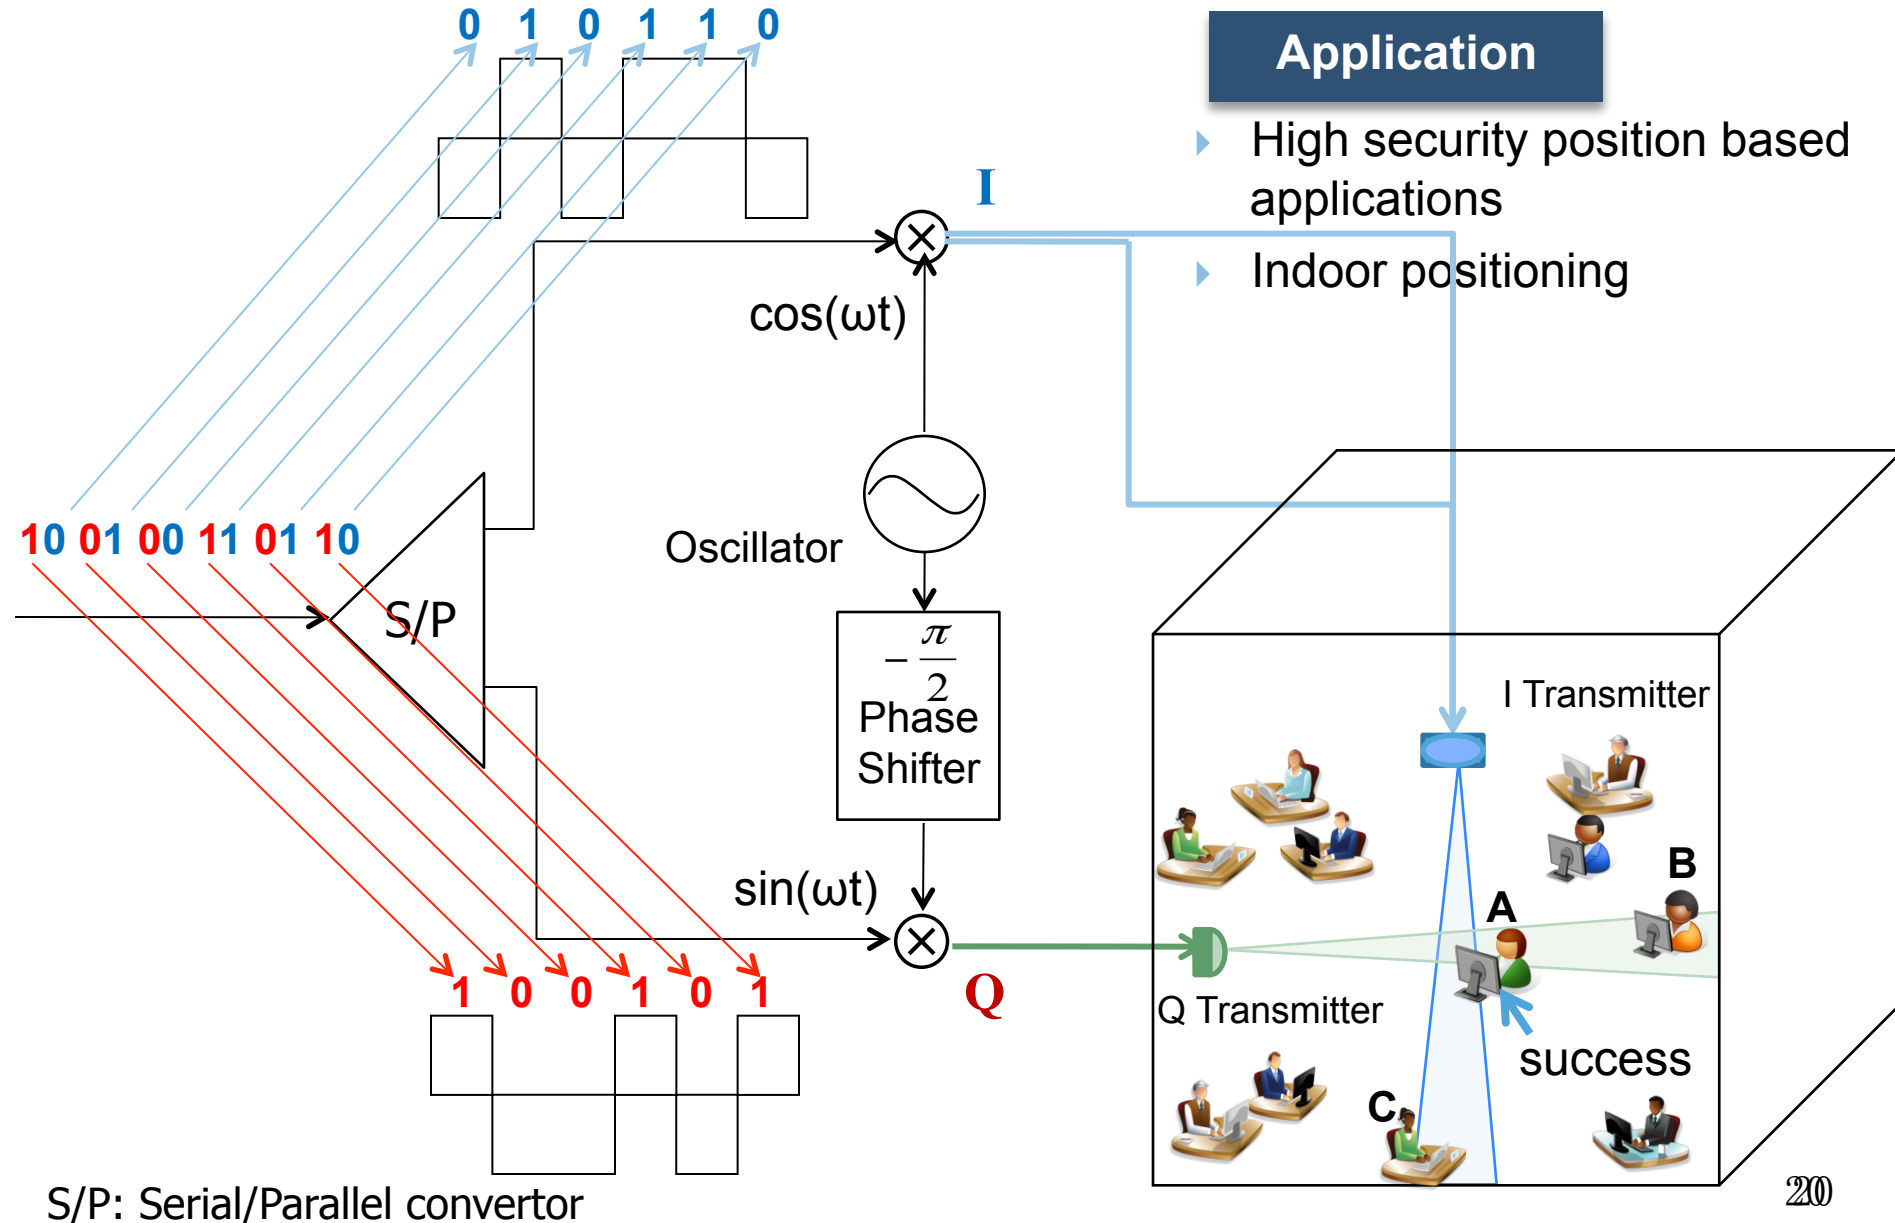 0 1 0 1 1 0
Application
High security position based
applications
Indoor positioning
I
cos(ωt)
10 01 00 11 01 10
Oscillator
S/P
− π/2
Phase
Shifter
I Transmitter
sin(ωt)
B
A
1 0 0 1 0 1
Q
Q Transmitter
success
C
S/P: Serial/Parallel convertor
20